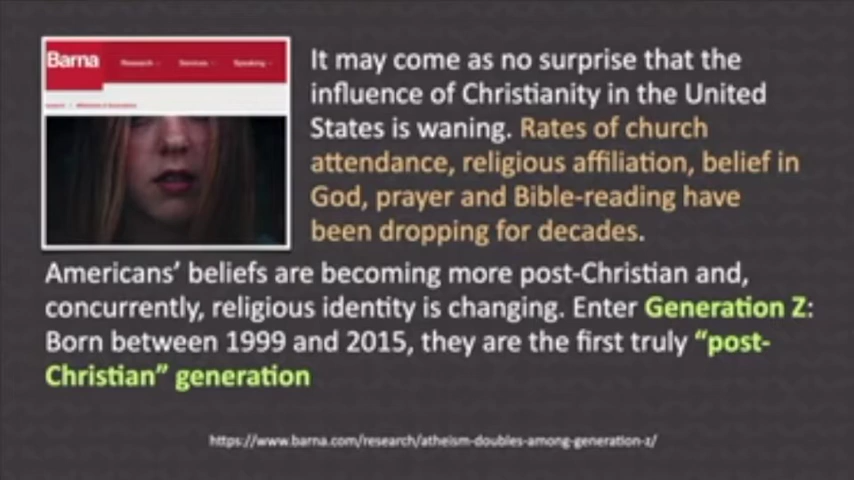 Barna
Research Services Speaking
It may come as no surprise that the
influence of Christianity in the United
States is waning. Rates of church
attendance, religious affiliation, belief in
God, prayer and Bible-reading have
been dropping for decades.
Americans’ beliefs are becoming more post-Christian and,
concurrently, religious identity is changing. Enter Generation Z:
Born between 1999 and 2015, they are the first truly “post-
Christian” generation
https://www.barna.com/research/atheism-doubles-among-generation-z/